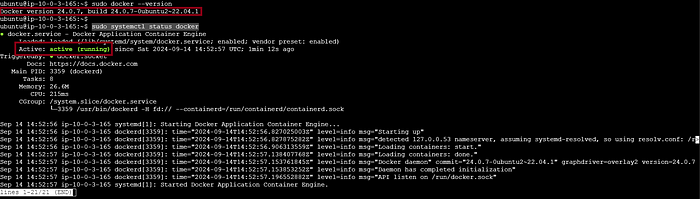 ubuntu@ip-10-0-3-165:~$ sudo docker --version
Docker version 24.0.7, build 24.0.7-0ubuntu2~22.04.1
ubuntu@ip-10-0-3-165:~$ sudo systemctl status docker
● docker.service - Docker Application Container Engine
Loaded: loaded (/lib/systemd/system/docker.service; enabled; vendor preset: enabled)
Active: active (running) since Sat 2024-09-14 14:52:57 UTC; 1min 12s ago
TriggeredBy: ● docker.socket
Docs: https://docs.docker.com
Main PID: 3359 (dockerd)
Tasks: 8
Memory: 26.6M
CPU: 215ms
CGroup: /system.slice/docker.service
└─3359 /usr/bin/dockerd -H fd:// --containerd=/run/containerd/containerd.sock
Sep 14 14:52:56 ip-10-0-3-165 systemd[1]: Starting Docker Application Container Engine...
Sep 14 14:52:56 ip-10-0-3-165 dockerd[3359]: time="2024-09-14T14:52:56.827025003Z" level=info msg="Starting up"
Sep 14 14:52:56 ip-10-0-3-165 dockerd[3359]: time="2024-09-14T14:52:56.827875282Z" level=info msg="detected 127.0.0.53 nameserver, assuming systemd-resolved, so using resolv.conf: /r
Sep 14 14:52:56 ip-10-0-3-165 dockerd[3359]: time="2024-09-14T14:52:56.906313559Z" level=info msg="Loading containers: start."
Sep 14 14:52:57 ip-10-0-3-165 dockerd[3359]: time="2024-09-14T14:52:57.138407768Z" level=info msg="Loading containers: done."
Sep 14 14:52:57 ip-10-0-3-165 dockerd[3359]: time="2024-09-14T14:52:57.153761845Z" level=info msg="Docker daemon" commit="24.0.7-0ubuntu2~22.04.1" graphdriver=overlay2 version=24.0.7
Sep 14 14:52:57 ip-10-0-3-165 dockerd[3359]: time="2024-09-14T14:52:57.153853252Z" level=info msg="Daemon has completed initialization"
Sep 14 14:52:57 ip-10-0-3-165 dockerd[3359]: time="2024-09-14T14:52:57.196552882Z" level=info msg="API listen on /run/docker.sock"
Sep 14 14:52:57 ip-10-0-3-165 systemd[1]: Started Docker Application Container Engine.
lines 1-21/21 (END)